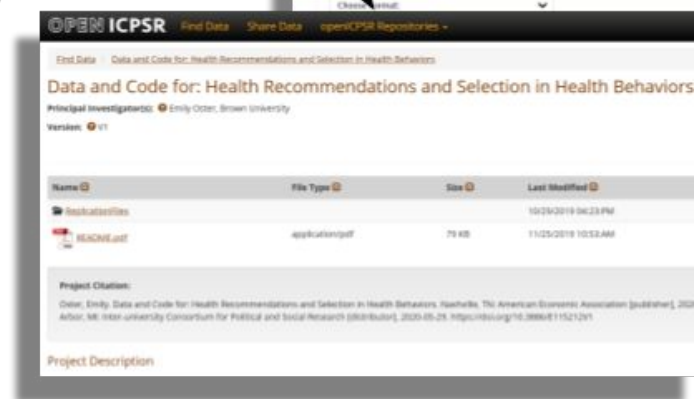 Choose format:
OPEN ICPSR Find Data Share Data openICPSR Repositories
Find Data Data and Code for: Health Recommendations and Selection in Health Behaviors
Data and Code for: Health Recommendations and Selection in Health Behaviors
Principal Investigator(s): Emily Oster, Brown University
Version: V1
Name File Type Size Last Modified
ReplicationFiles 10/25/2019 04:23:PM
README.pdf application/pdf 79 KB 11/25/2019 10:53:AM
Project Citation:
Oster, Emily. Data and Code for: Health Recommendations and Selection in Health Behaviors. Nashville, TN: American Economic Association [publisher], 202
Arbor, MI: Inter-university Consortium for Political and Social Research [distributor], 2020-05-29. https://doi.org/10.3886/E115212V1
Project Description